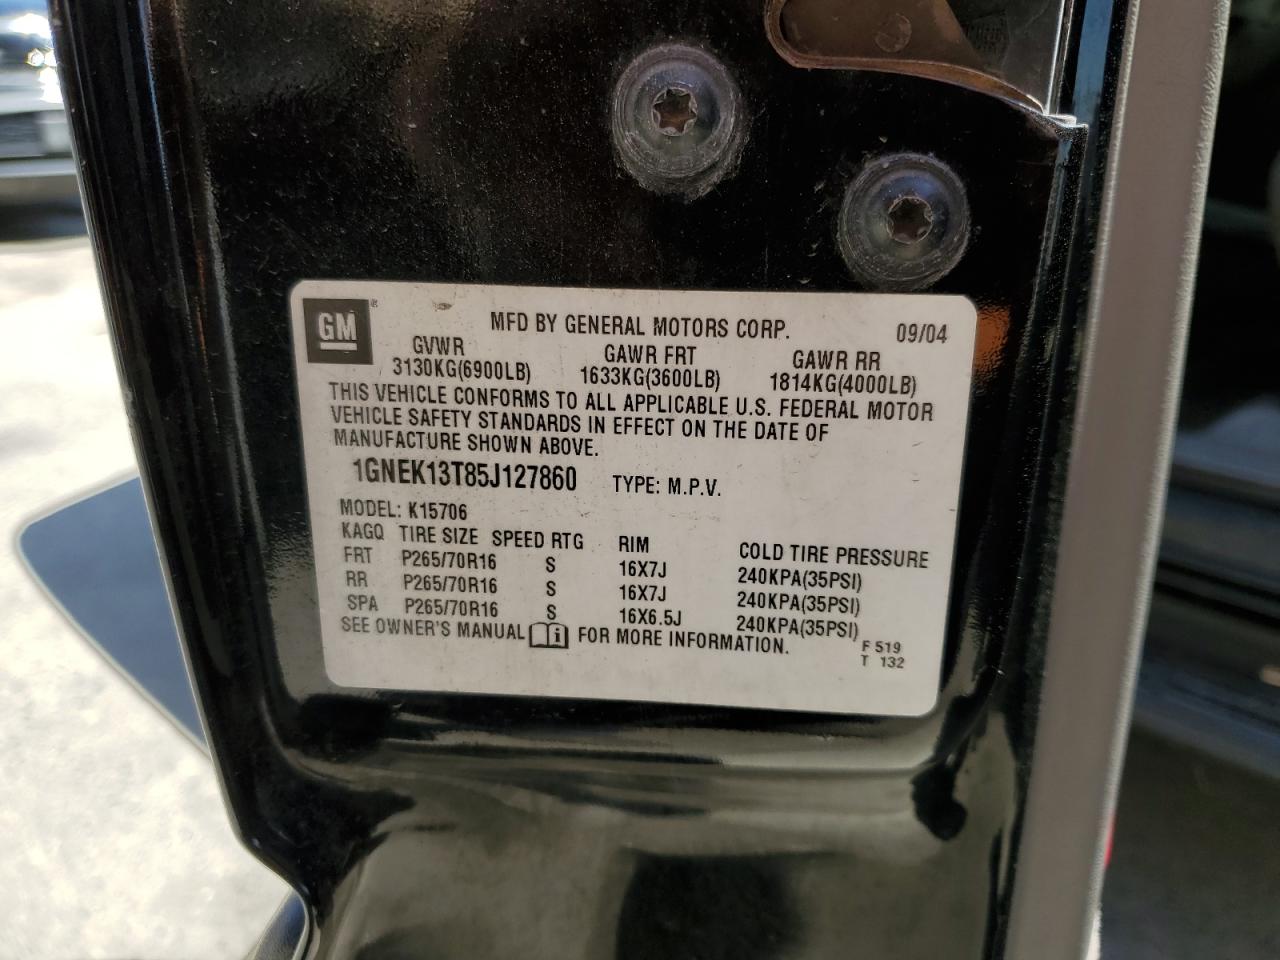 GM
MFD BY GENERAL MOTORS CORP. 09/04
GVWR GAWR FRT GAWR RR
3130KG(6900LB) 1633KG(3600LB) 1814KG(4000LB)
THIS VEHICLE CONFORMS TO ALL APPLICABLE U.S. FEDERAL MOTOR
VEHICLE SAFETY STANDARDS IN EFFECT ON THE DATE OF
MANUFACTURE SHOWN ABOVE.
1GNEK13T85J127860 TYPE: M.P.V.
MODEL: K15706
KAGQ TIRE SIZE SPEED RTG RIM COLD TIRE PRESSURE
FRT P265/70R16 S 16X7J 240KPA(35PSI)
RR P265/70R16 S 16X7J 240KPA(35PSI)
SPA P265/70R16 S 16X6.5J 240KPA(35PSI)
SEE OWNER'S MANUAL FOR MORE INFORMATION.
F 519
T 132